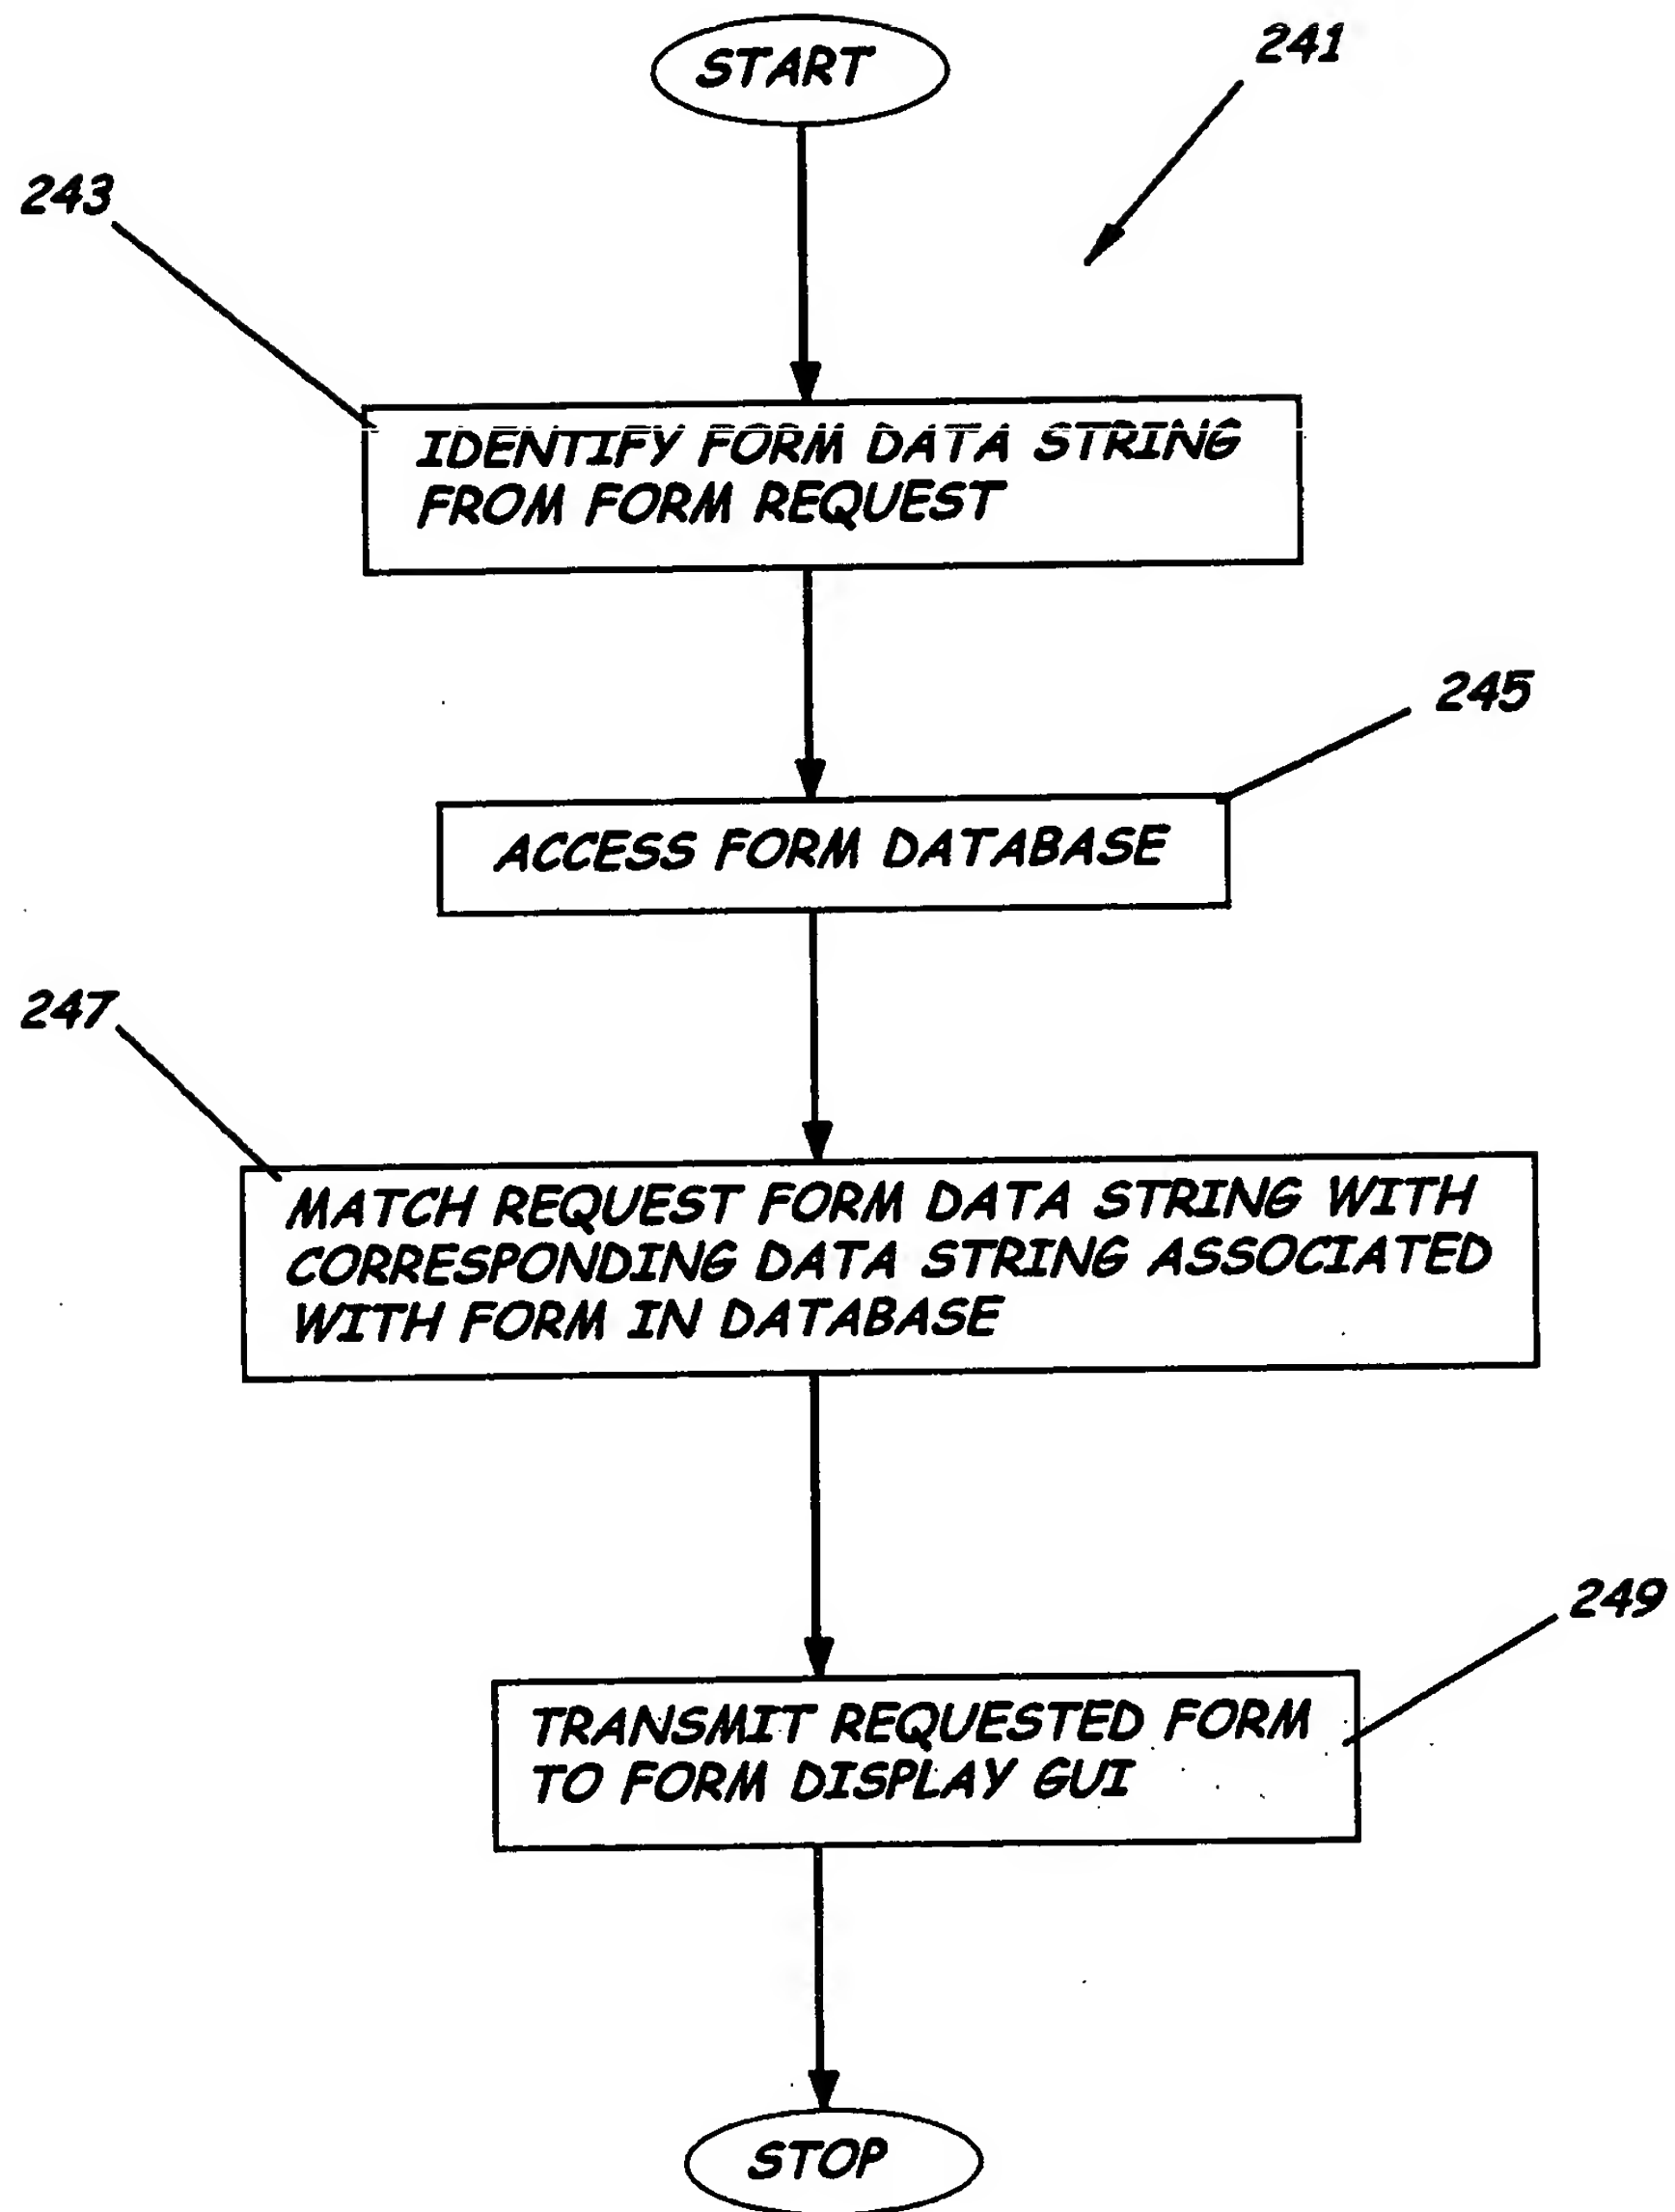 START
241
243
IDENTIFY FORM DATA STRING
FROM FORM REQUEST
245
ACCESS FORM DATABASE
247
MATCH REQUEST FORM DATA STRING WITH
CORRESPONDING DATA STRING ASSOCIATED
WITH FORM IN DATABASE
249
TRANSMIT REQUESTED FORM
TO FORM DISPLAY GUI
STOP